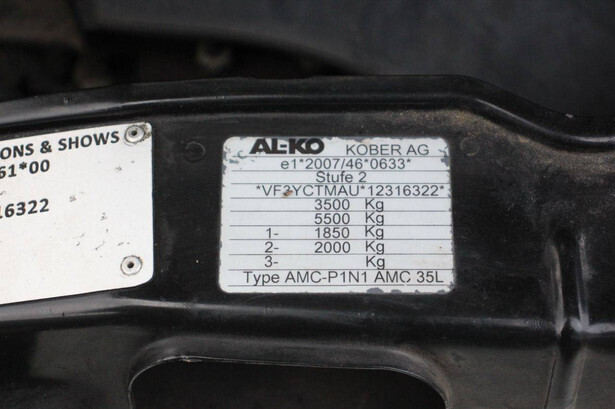 ONS & SHOWS
61*00
16322
AL-KO KOBER AG
e1*2007/46*0633*
Stufe 2
*VF3YCTMAU*12316322*
3500 Kg
5500 Kg
1- 1850 Kg
2- 2000 Kg
3- Kg
Type AMC-P1N1 AMC 35L